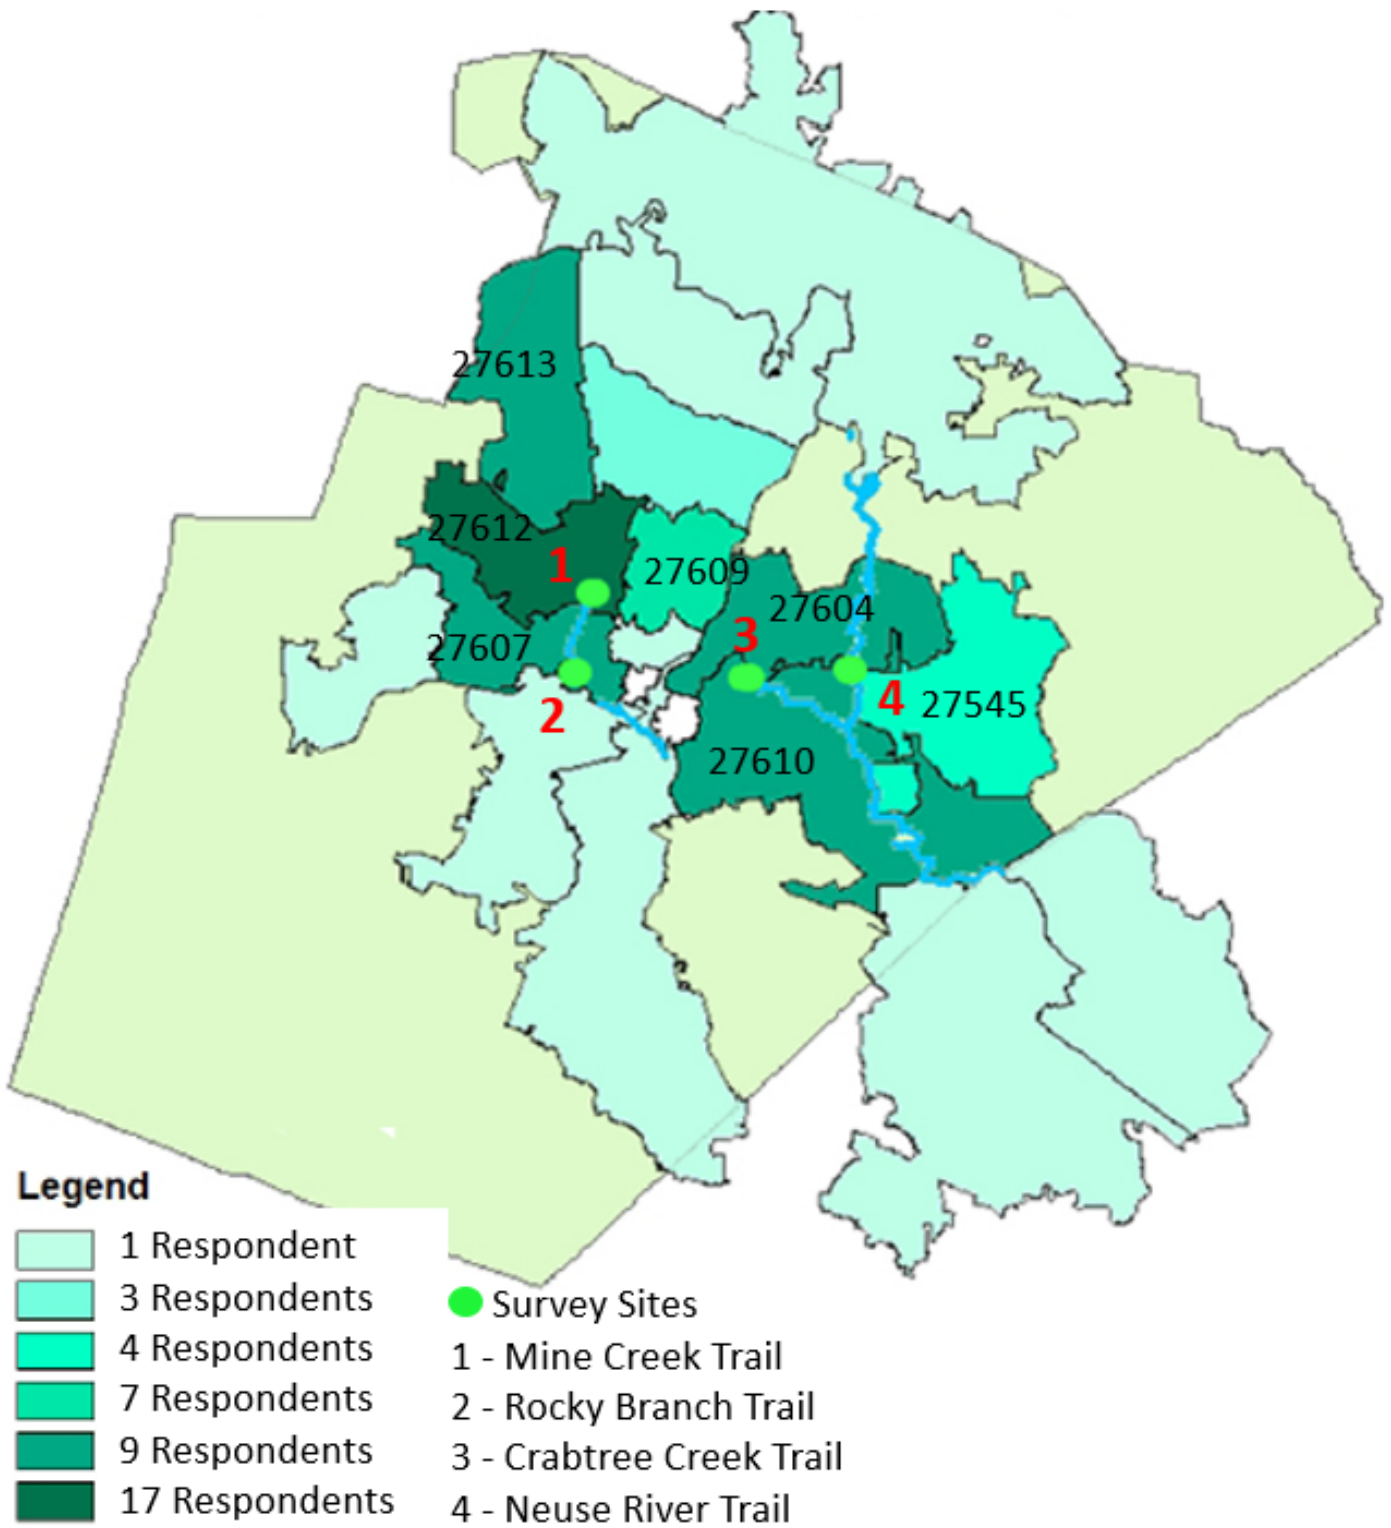 27613
27612
1
27609
27604
3
27607
2
4
27545
27610
Legend
1 Respondent
3 Respondents
4 Respondents
7 Respondents
9 Respondents
17 Respondents
Survey Sites
1 - Mine Creek Trail
2 - Rocky Branch Trail
3 - Crabtree Creek Trail
4 - Neuse River Trail